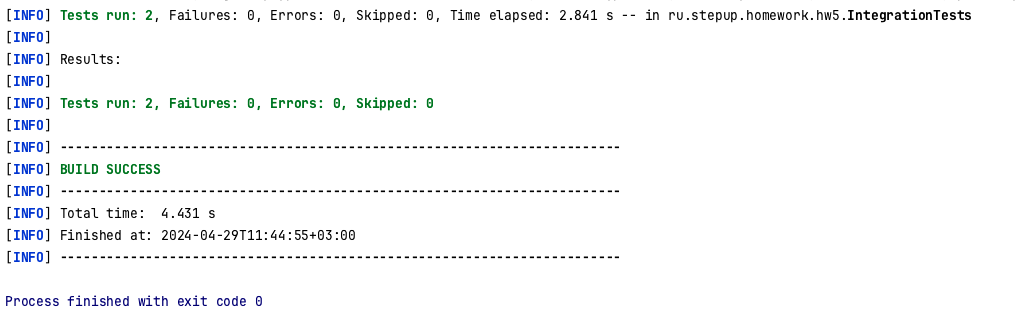 [INFO] Tests run: 2, Failures: 0, Errors: 0, Skipped: 0, Time elapsed: 2.841 s -- in ru.stepup.homework.hw5.IntegrationTests
[INFO]
[INFO] Results:
[INFO]
[INFO] Tests run: 2, Failures: 0, Errors: 0, Skipped: 0
[INFO]
[INFO] ------------------------------------------------------------------------
[INFO] BUILD SUCCESS
[INFO] ------------------------------------------------------------------------
[INFO] Total time:  4.431 s
[INFO] Finished at: 2024-04-29T11:44:55+03:00
[INFO] ------------------------------------------------------------------------
Process finished with exit code 0